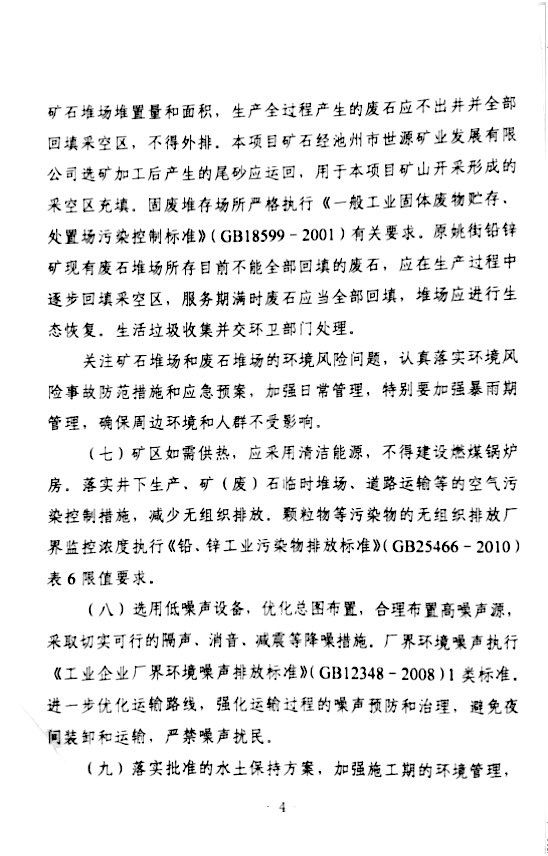 矿石堆场堆置量和面积，生产全过程产生的废石应不出井并全部
回填采空区，不得外排．本项目矿石经池州市世源矿业发展有限
公司选矿加工后产生的尾砂应运回，用于本项目矿山开采形成的
采空区充填．固废堆存场所严格执行《一般工业固体废物贮存、
处置场污染控制标准》（GB18599－2001）有关要求．原姚街铅锌
矿现有废石堆场所存目前不能全部回填的废石，应在生产过程中
逐步回填采空区，服务期满时废石应当全部回填，堆场应进行生
态恢复．生活垃圾收集并交环卫部门处理．
关注矿石堆场和废石堆场的环境风险问题，认真落实环境风
险事故防范措施和应急预案，加强日常管理，特别要加强暴雨期
管理，确保周边环境和人群不受影响．
（七）矿区如需供热，应采用清洁能源，不得建设燃煤锅炉
房．落实井下生产、矿（废）石临时堆场、道路运输等的空气污
染控制措施，减少无组织排放．颗粒物等污染物的无组织排放厂
界监控浓度执行《铅、锌工业污染物排放标准》（GB25466－2010）
表6限值要求．
（八）选用低噪声设备，优化总图布置，合理布置高噪声源，
采取切实可行的隔声、消音、减震等降噪措施．厂界环境噪声执行
《工业企业厂界环境噪声排放标准》（GB12348－2008）1类标准．
进一步优化运输路线，强化运输过程的噪声预防和治理，避免夜
间装卸和运输，严禁噪声扰民．
（九）落实批准的水土保持方案，加强施工期的环境管理，
· 4 ·